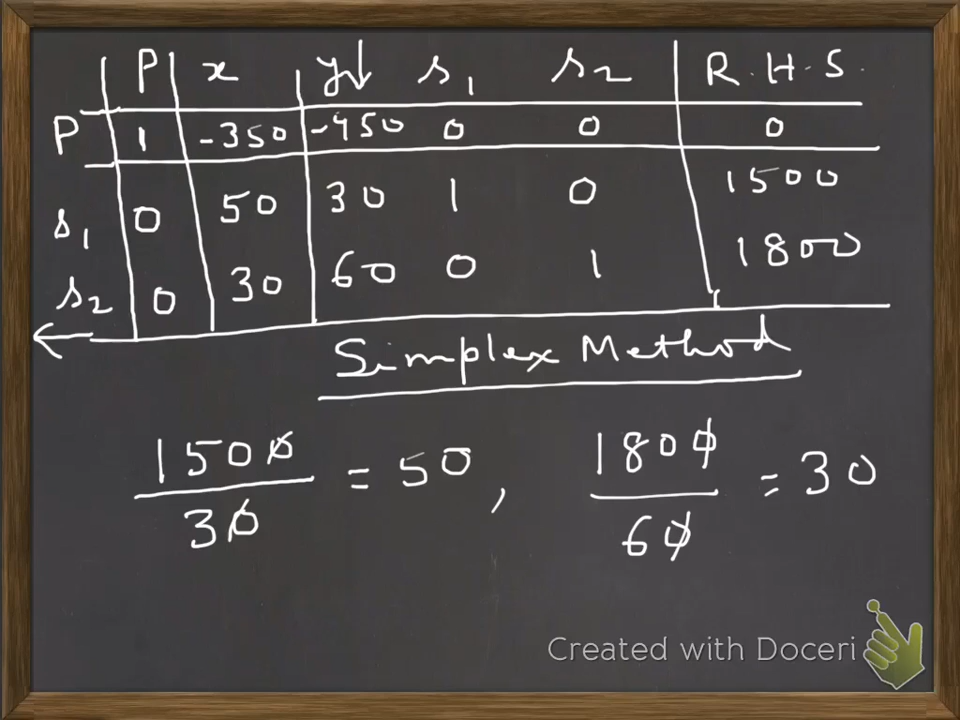 P x y↓ s₁ s₂ R.H.S.
P 1 -350 -450 0 0 0
s₁ 0 50 30 1 0 1500
s₂ 0 30 60 0 1 1800
←
Simplex Method
1500/30 = 50, 1800/60 = 30
Created with Doceri